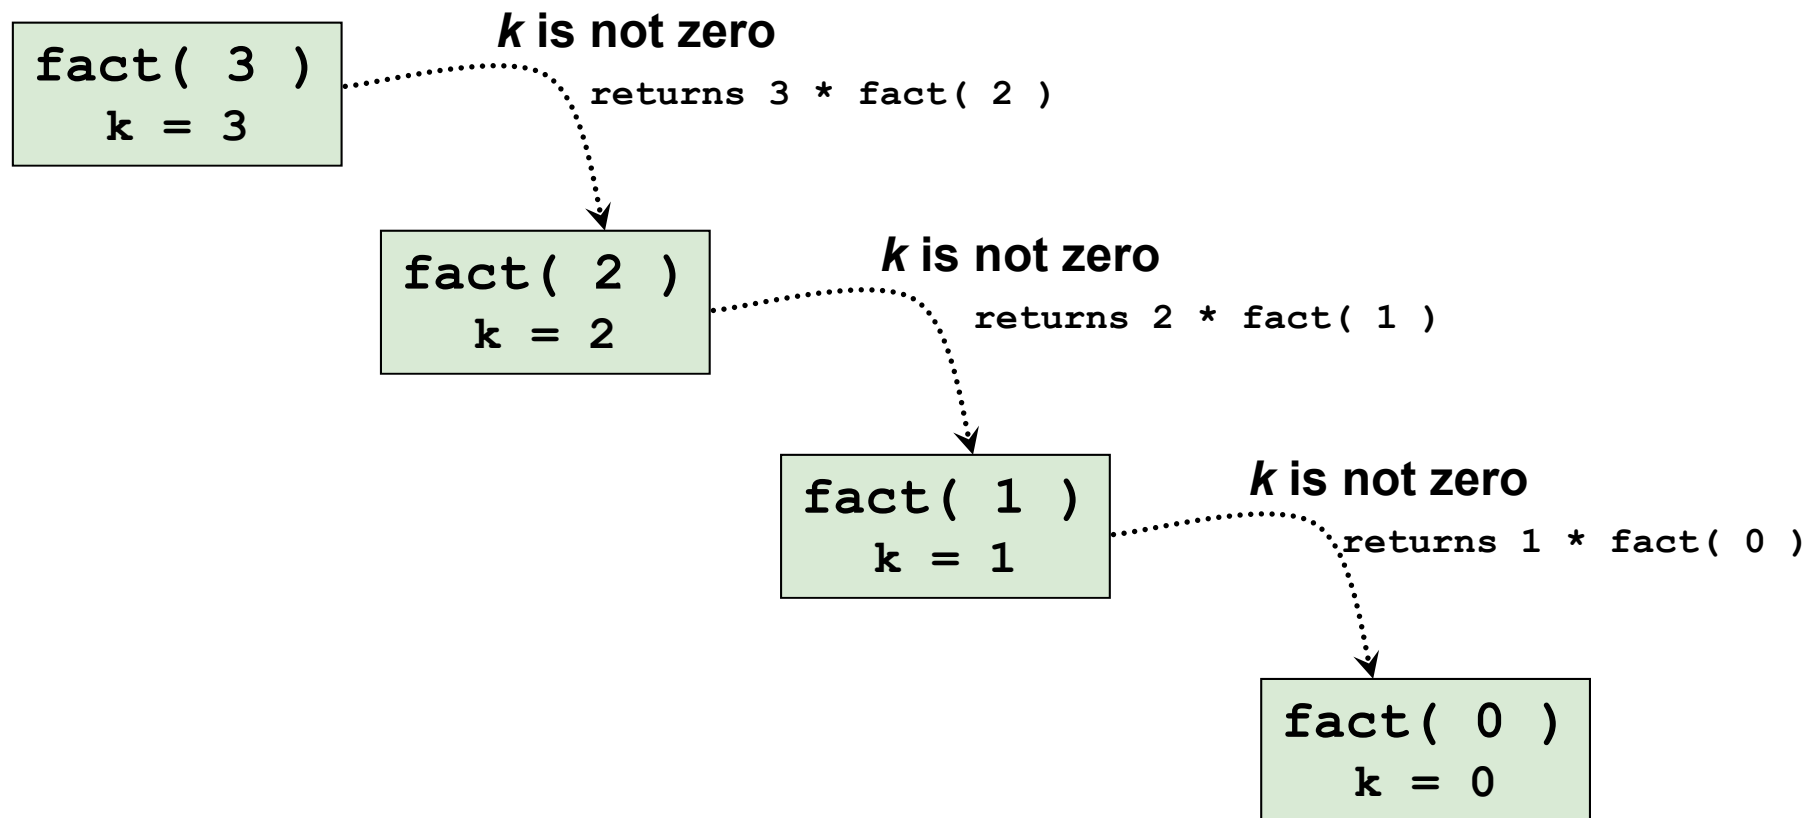 fact( 3 )
k = 3
k is not zero
returns 3 * fact( 2 )
fact( 2 )
k = 2
k is not zero
returns 2 * fact( 1 )
fact( 1 )
k = 1
k is not zero
returns 1 * fact( 0 )
fact( 0 )
k = 0